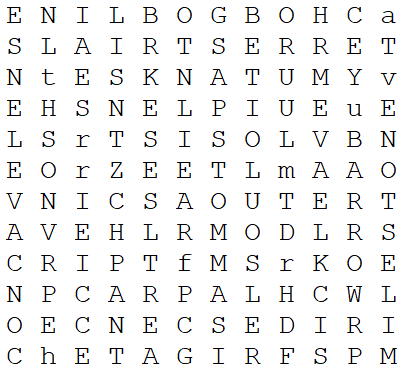 E N I L B O G B O H C a
S L A I R T S E R R E T
N t E S K N A T U M Y v
E H S N E L P I U E u E
L S r T S I S O L V B N
E O r Z E E T L m A A O
V N I C S A O U T E R T
A V E H L R M O D L R S
C R I P T f M S r K O E
N P C A R P A L H C W L
O E C N E C S E D I R I
C h E T A G I R F S P M